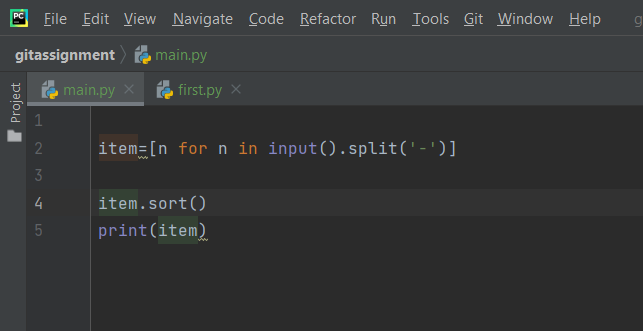 PC File Edit View Navigate Code Refactor Run Tools Git Window Help g
gitassignment main.py
Project
main.py first.py
1
2 item=[n for n in input().split('-')]
3
4 item.sort()
5 print(item)